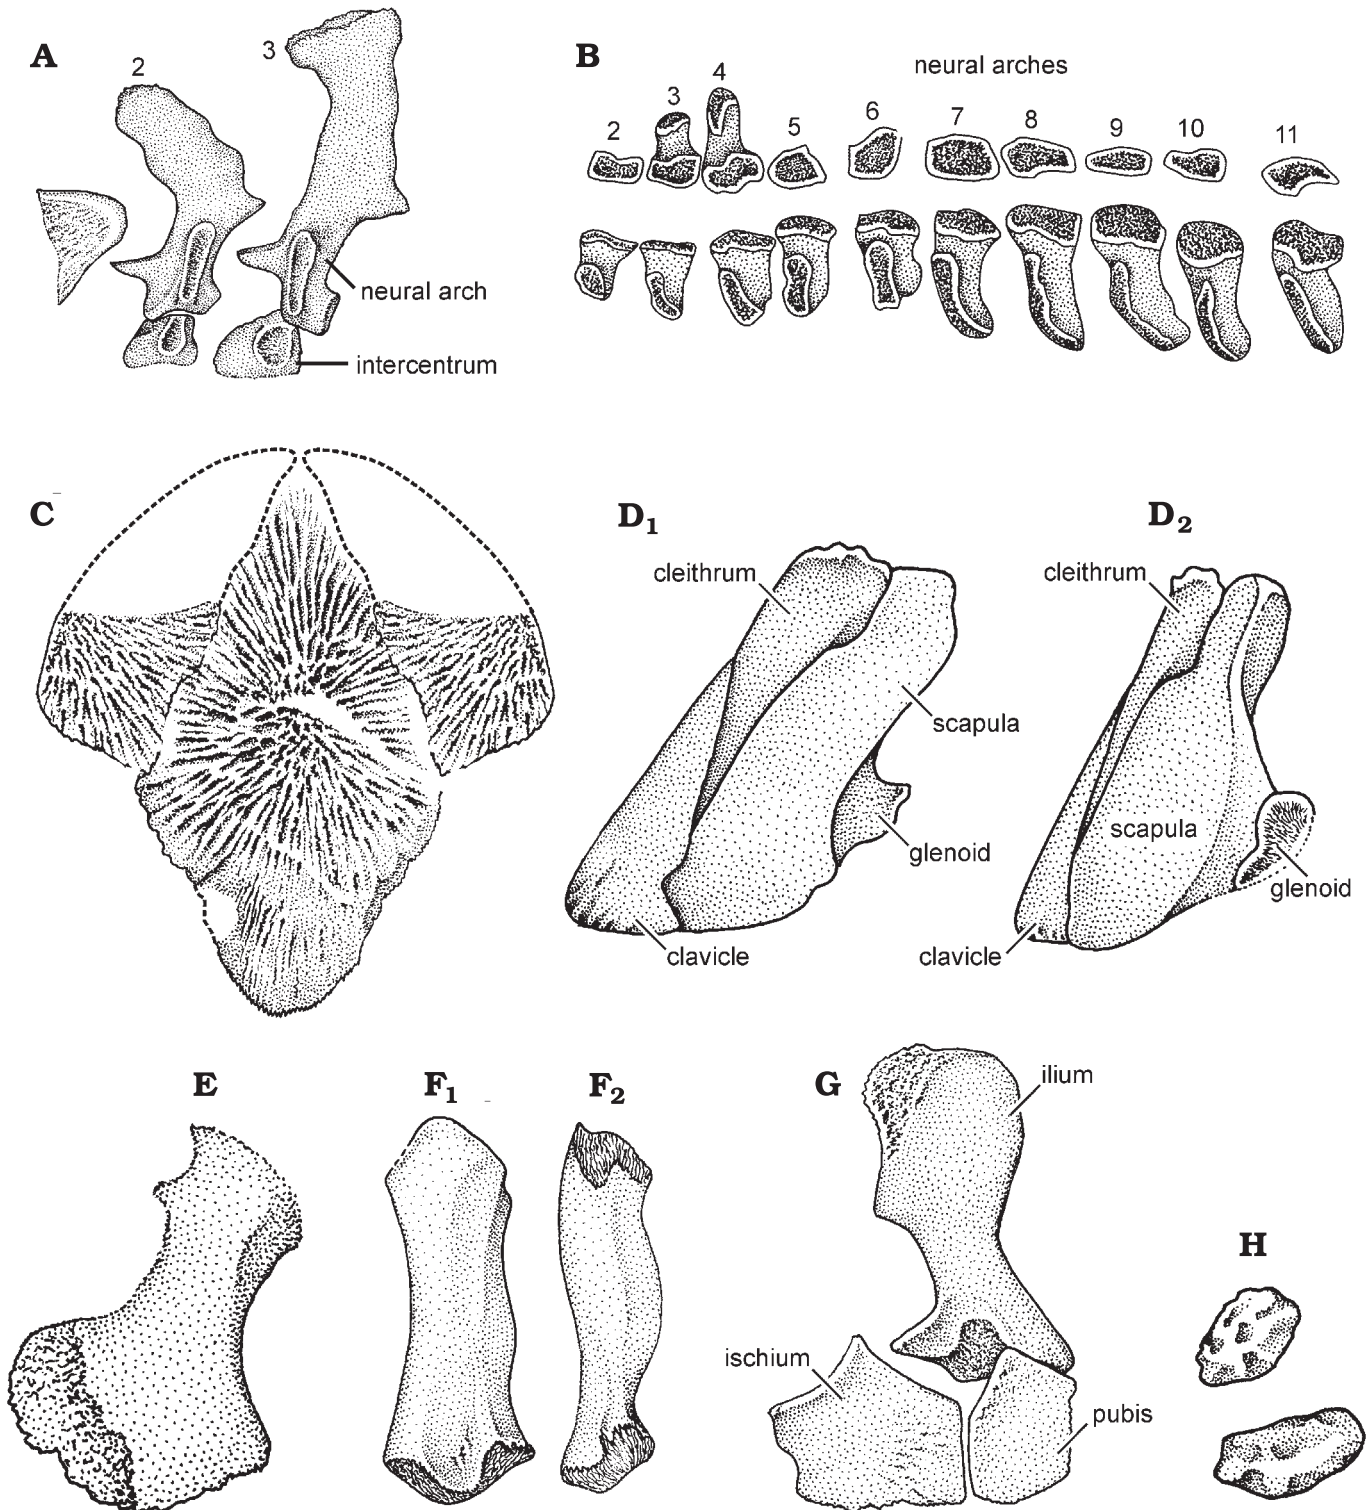 A
2
3
neural arch
intercentrum
B
neural arches
2
3
4
5
6
7
8
9
10
11
C
D1
cleithrum
scapula
glenoid
clavicle
D2
cleithrum
scapula
glenoid
clavicle
E
F1
F2
G
ilium
ischium
pubis
H